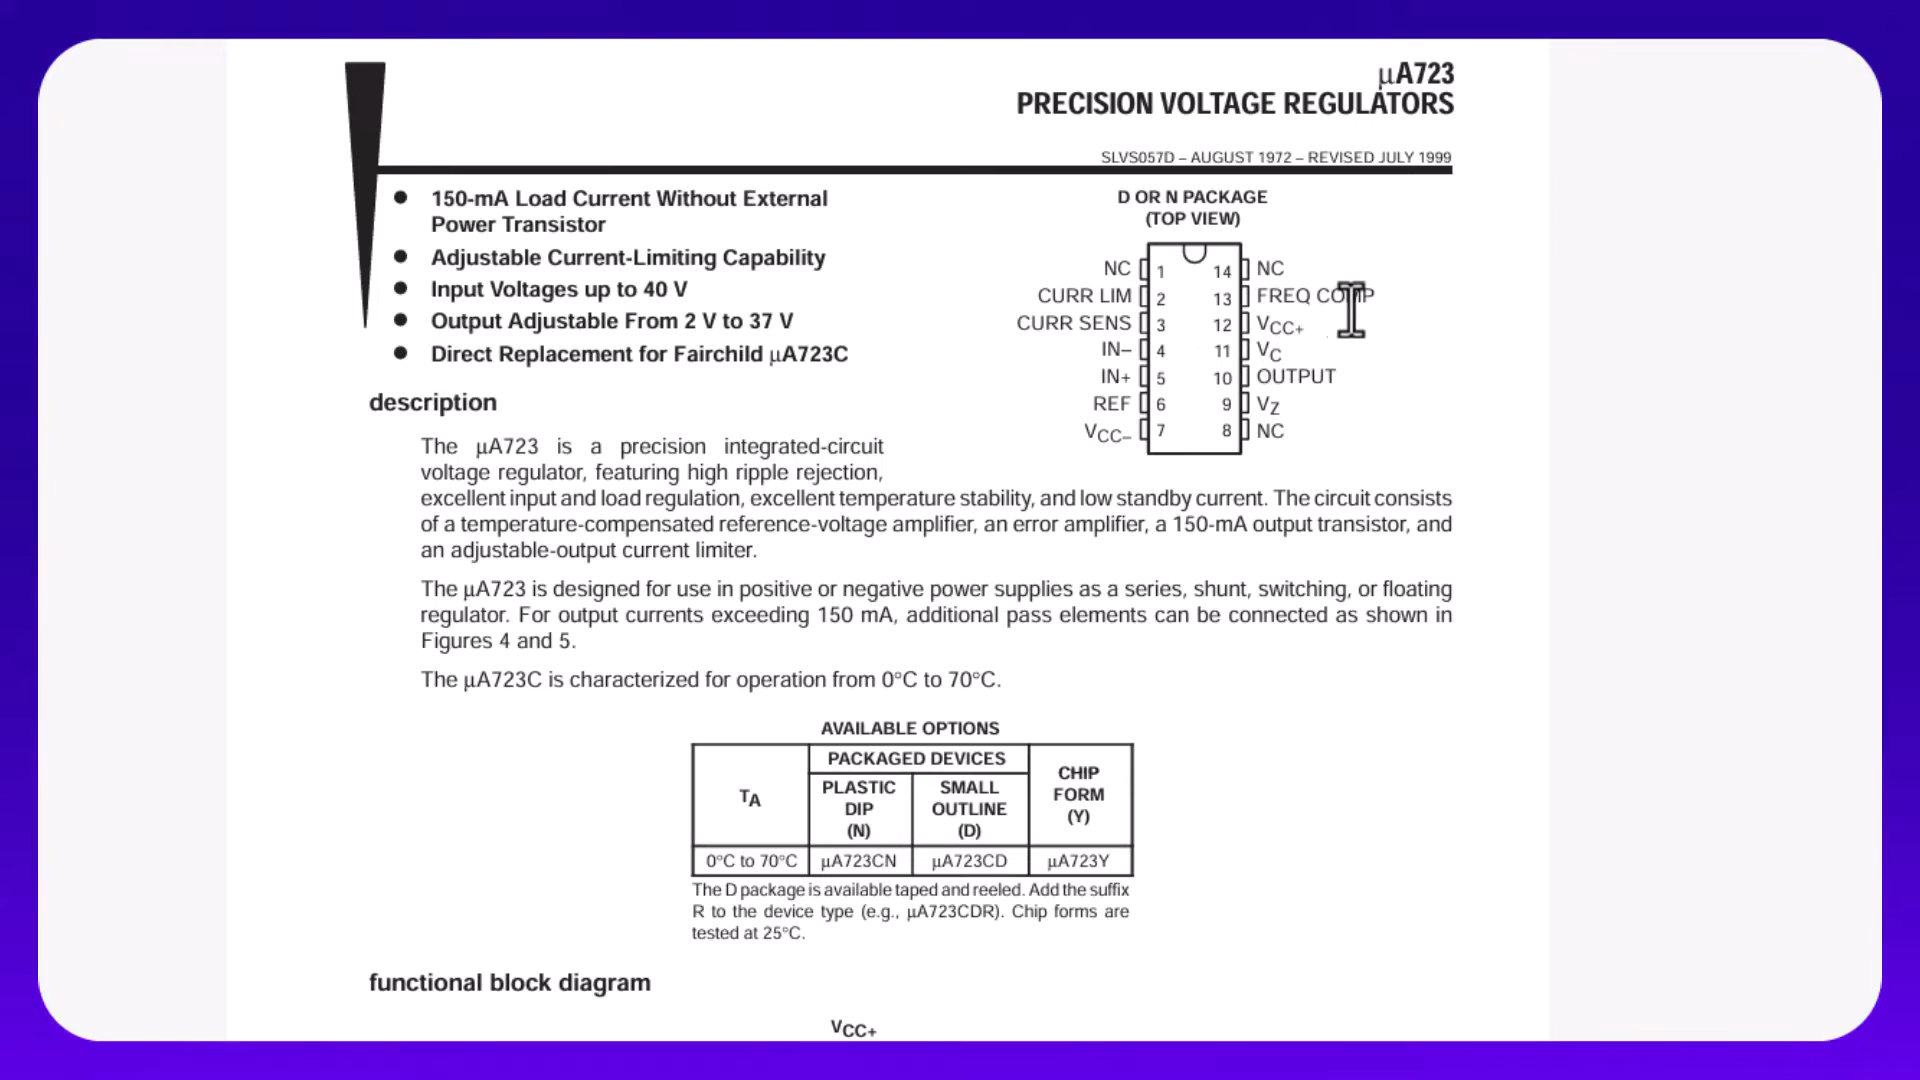 µA723
PRECISION VOLTAGE REGULATORS
SLVS057D – AUGUST 1972 – REVISED JULY 1999
● 150-mA Load Current Without External
Power Transistor
● Adjustable Current-Limiting Capability
● Input Voltages up to 40 V
● Output Adjustable From 2 V to 37 V
● Direct Replacement for Fairchild µA723C
D OR N PACKAGE
(TOP VIEW)
NC 1 14 NC
CURR LIM 2 13 FREQ COMP
CURR SENS 3 12 VCC+
IN– 4 11 VC
IN+ 5 10 OUTPUT
REF 6 9 VZ
VCC– 7 8 NC
description
The µA723 is a precision integrated-circuit
voltage regulator, featuring high ripple rejection,
excellent input and load regulation, excellent temperature stability, and low standby current. The circuit consists
of a temperature-compensated reference-voltage amplifier, an error amplifier, a 150-mA output transistor, and
an adjustable-output current limiter.
The µA723 is designed for use in positive or negative power supplies as a series, shunt, switching, or floating
regulator. For output currents exceeding 150 mA, additional pass elements can be connected as shown in
Figures 4 and 5.
The µA723C is characterized for operation from 0°C to 70°C.
AVAILABLE OPTIONS
TA
PACKAGED DEVICES
PLASTIC
DIP
(N)
SMALL
OUTLINE
(D)
CHIP
FORM
(Y)
0°C to 70°C µA723CN µA723CD µA723Y
The D package is available taped and reeled. Add the suffix
R to the device type (e.g., µA723CDR). Chip forms are
tested at 25°C.
functional block diagram
VCC+